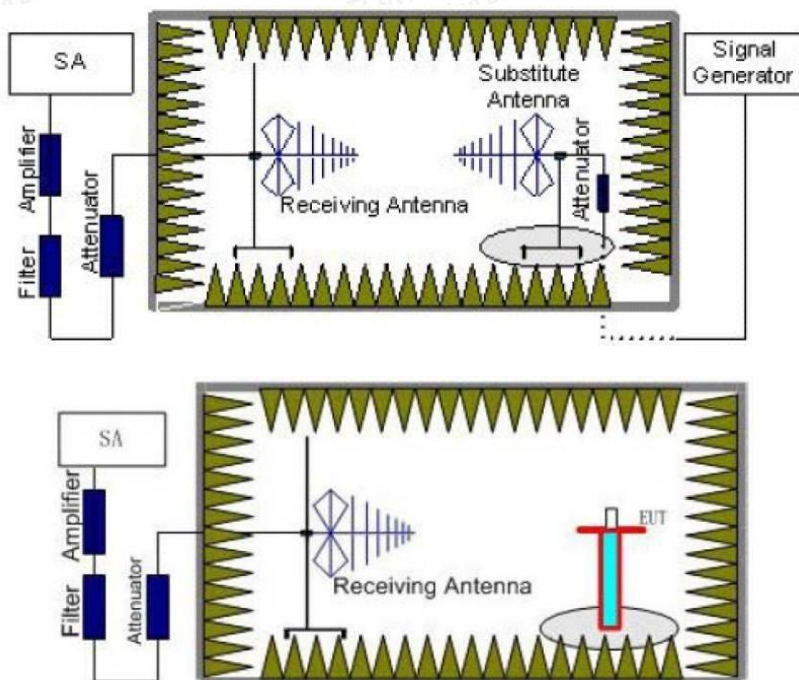 SA
Amplifier
Filter
Attenuator
Receiving Antenna
Substitute
Antenna
Attenuator
Signal
Generator
SA
Amplifier
Filter
Attenuator
Receiving Antenna
EUT